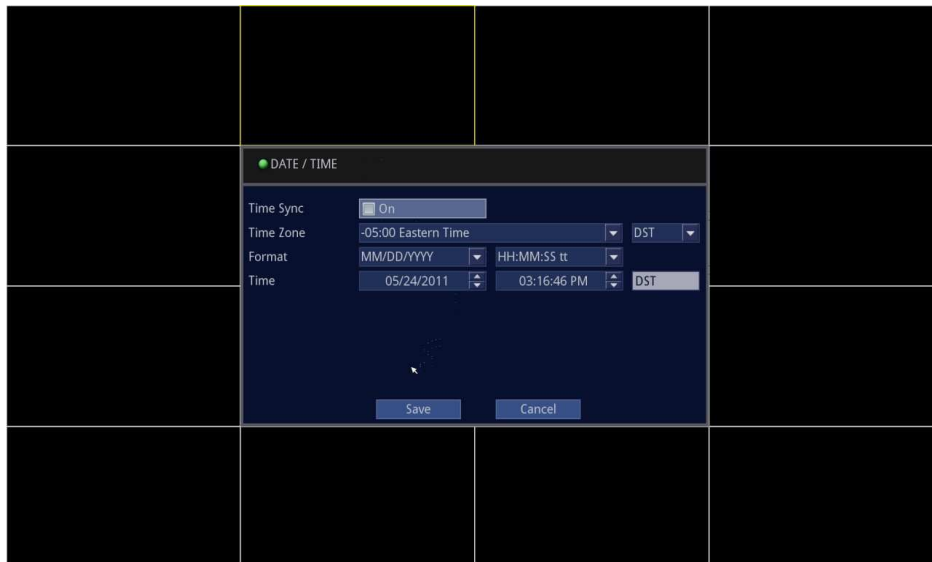 DATE / TIME
Time Sync On
Time Zone -05:00 Eastern Time DST
Format MM/DD/YYYY HH:MM:SS tt
Time 05/24/2011 03:16:46 PM DST
Save Cancel